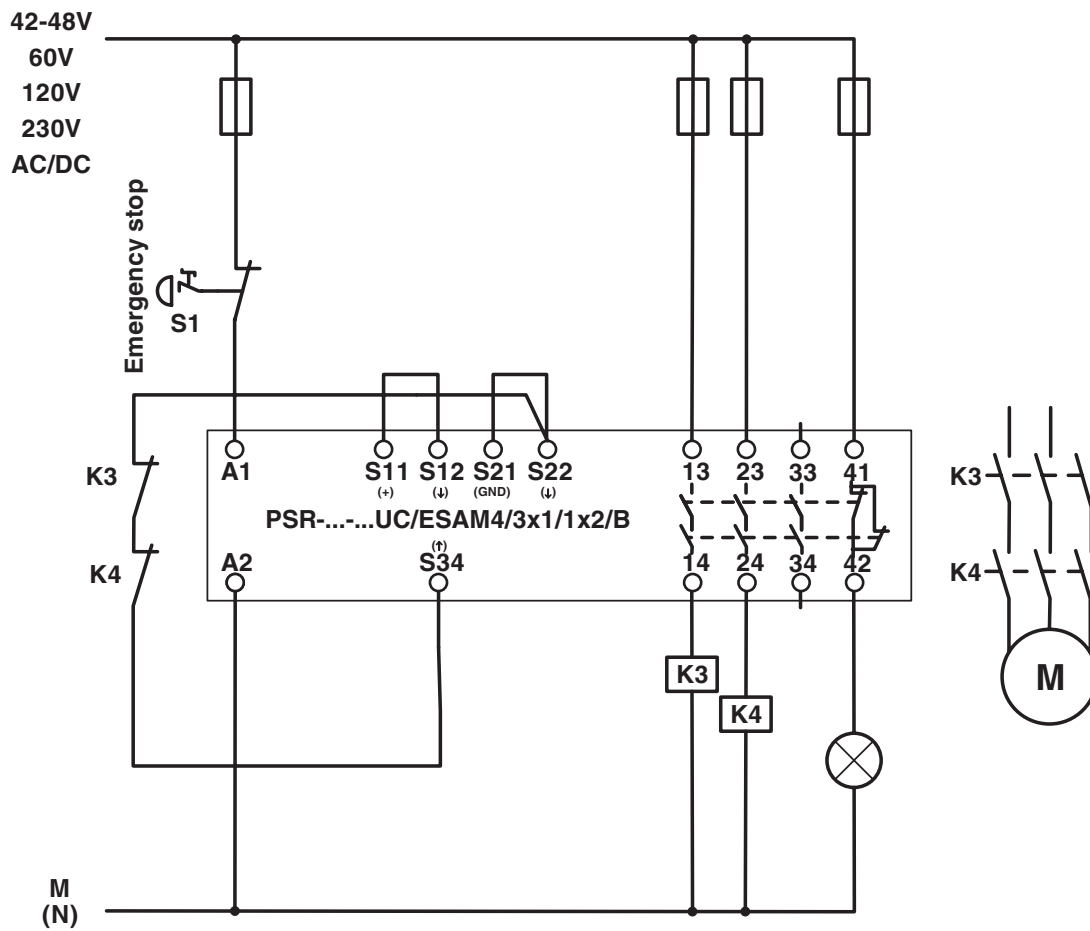 42-48V
60V
120V
230V
AC/DC
Emergency stop
S1
A1
S11
S12
S21
S22
13
23
33
41
(+)
(↓)
(GND)
(↓)
K3
K3
PSR-...-...UC/ESAM4/3x1/1x2/B
(↑)
A2
S34
14
24
34
42
K4
K4
K3
M
K4
M
(N)